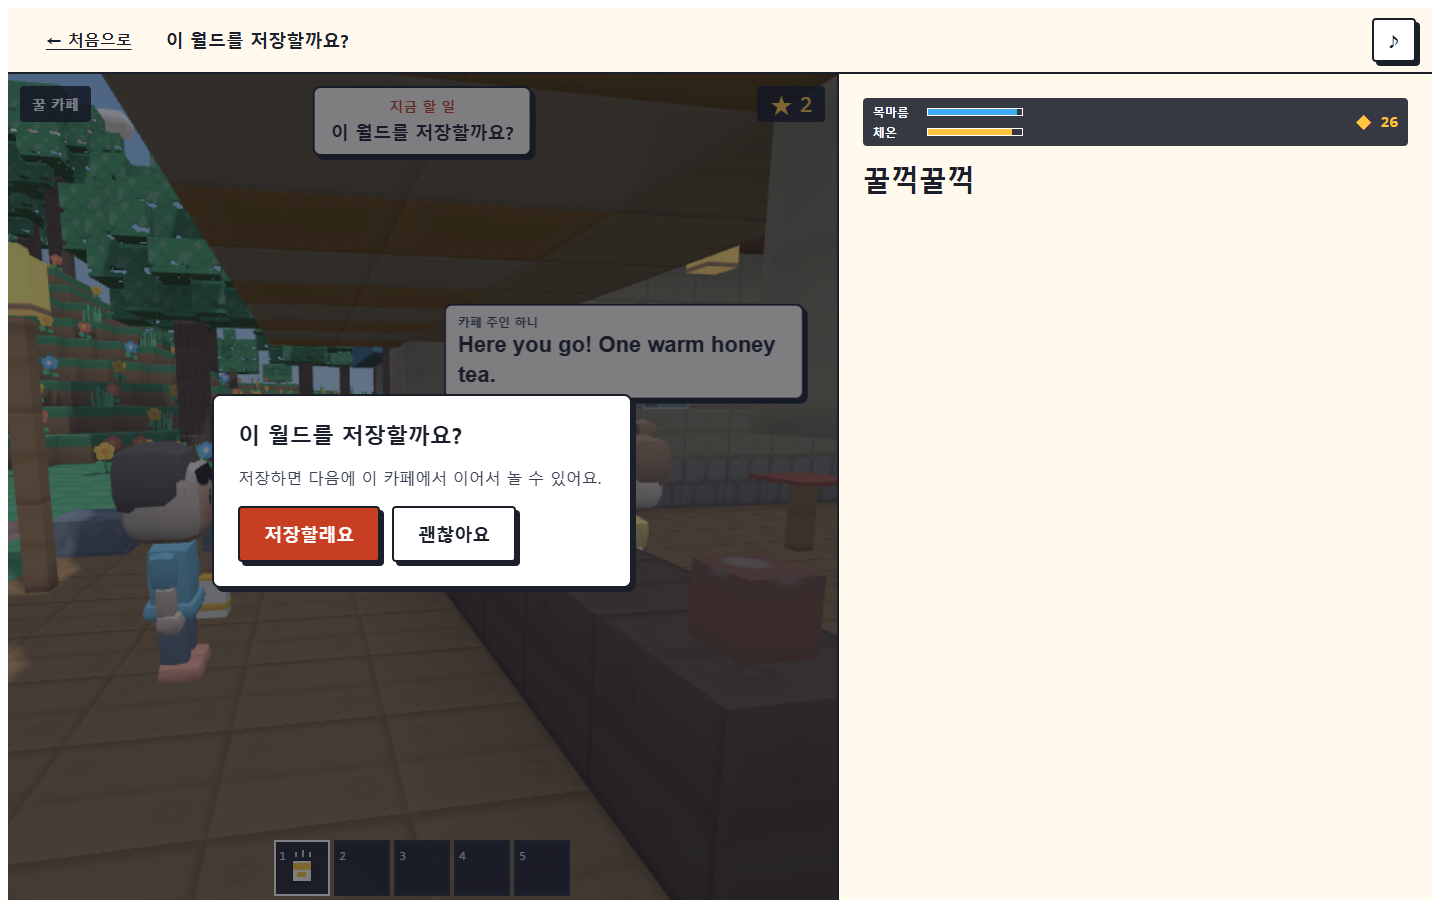 ← 처음으로
이 월드를 저장할까요?
♪
꿀 카페
지금 할 일
이 월드를 저장할까요?
★ 2
카페 주인 하니
Here you go! One warm honey
tea.
이 월드를 저장할까요?
저장하면 다음에 이 카페에서 이어서 놀 수 있어요.
저장할래요
괜찮아요
1
2
3
4
5
목마름
체온
◆ 26
꿀꺽꿀꺽